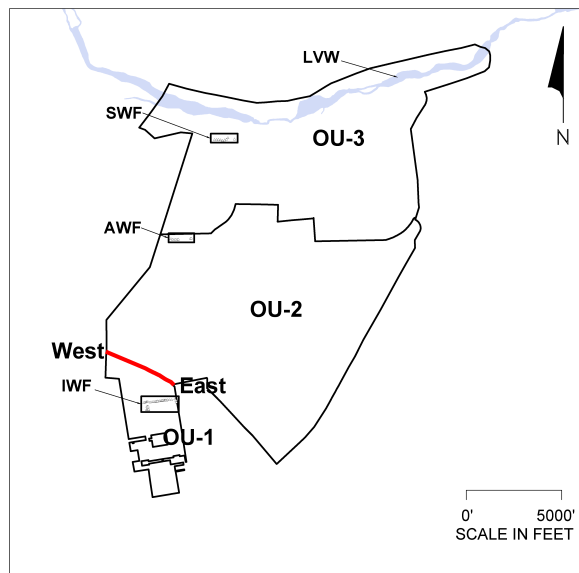 LVW
SWF
OU-3
N
AWF
OU-2
West
East
IWF
OU-1
0' 5000'
SCALE IN FEET